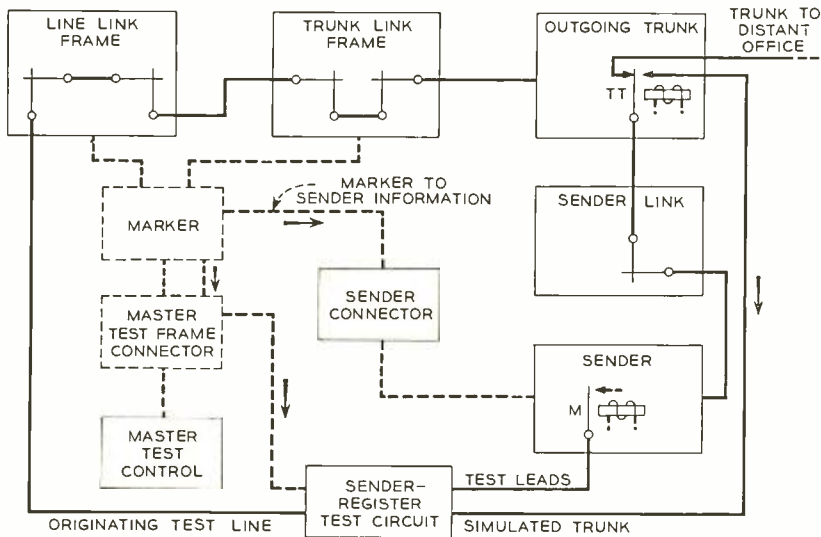 LINE LINK
FRAME
TRUNK LINK
FRAME
OUTGOING TRUNK
TRUNK TO
DISTANT
OFFICE
TT
MARKER TO
SENDER INFORMATION
MARKER
SENDER LINK
SENDER
CONNECTOR
MASTER
TEST FRAME
CONNECTOR
SENDER
M
MASTER
TEST
CONTROL
SENDER-
REGISTER
TEST CIRCUIT
TEST LEADS
ORIGINATING TEST LINE
SIMULATED TRUNK